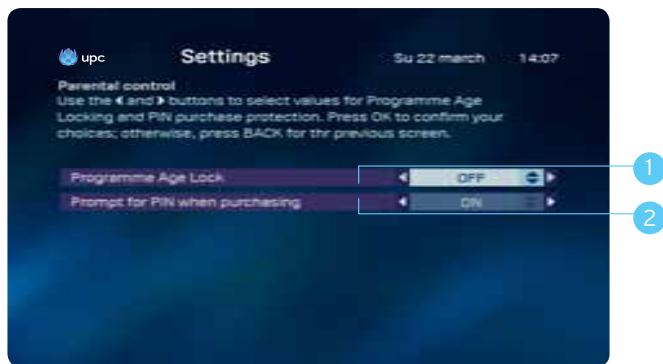 upc
Settings
Su 22 march 14:07
Parental control
Use the and buttons to select values for Programme Age
Locking and PIN purchase protection. Press OK to confirm your
choices; otherwise, press BACK for thr previous screen.
Programme Age Lock OFF
1
Prompt for PIN when purchasing ON
2